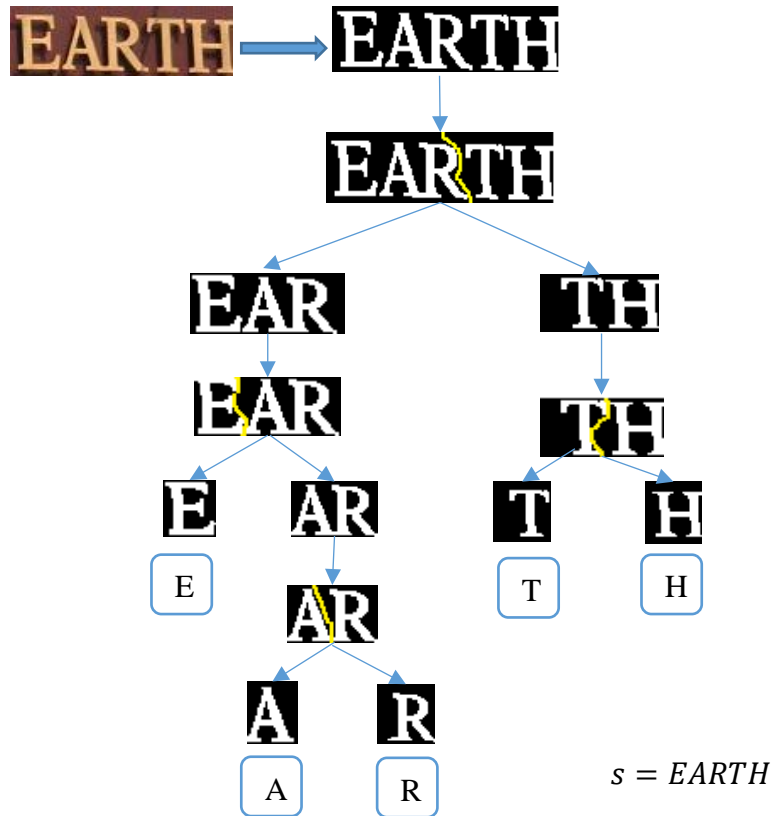 EARTH EARTH
EARTH
EAR TH
EAR TH
E AR T H
E T H
AR
A R
A R
s = EARTH